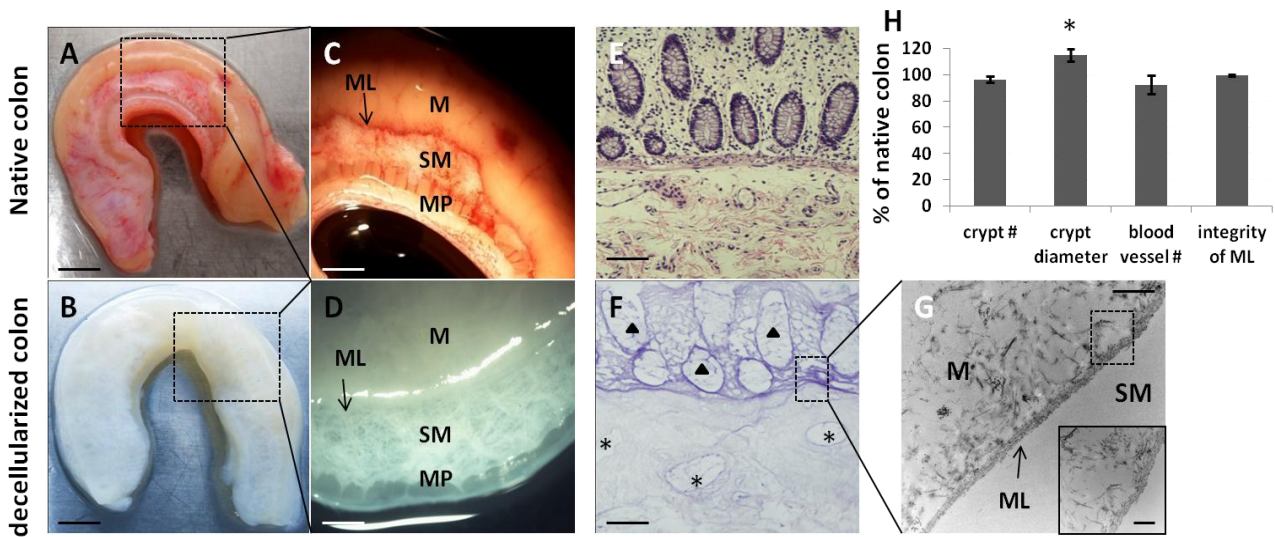 Native colon
decellularized colon
A
C
ML
M
SM
MP
E
H
*
% of native colon
120
100
80
60
40
20
0
crypt #
crypt
diameter
blood
vessel #
integrity
of ML
B
D
M
ML
SM
MP
F
*
*
*
G
M
SM
ML